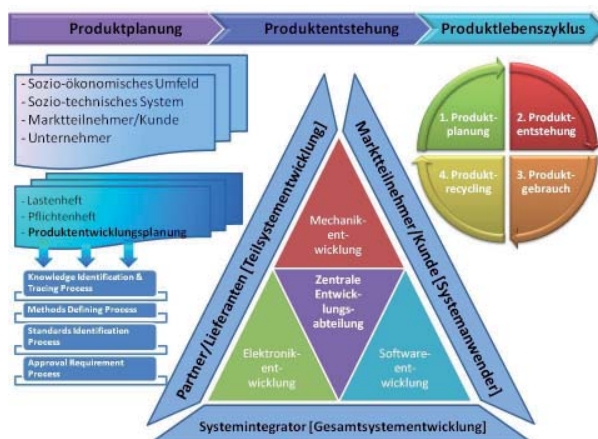 Produktplanung
Produktentstehung
Produktlebenszyklus
- Sozio-ökonomisches Umfeld
- Sozio-technisches System
- Marktteilnehmer/Kunde
- Unternehmer
- Lastenheft
- Pflichtenheft
- Produktentwicklungsplanung
Knowledge Identification &
Tracing Process
Methods Defining Process
Standards Identification
Process
Approval Requirement
Process
Partner/Lieferanten [Teilsystementwicklung]
Marktteilnehmer/Kunde [Systemanwender]
Mechanik-
ent-
wicklung
Zentrale
Entwick-
lungs-
abteilung
Elektronik-
ent-
wicklung
Software-
ent-
wicklung
Systemintegrator [Gesamtsystementwicklung]
1. Produkt-
planung
2. Produkt-
entstehung
4. Produkt-
recycling
3. Produkt-
gebrauch